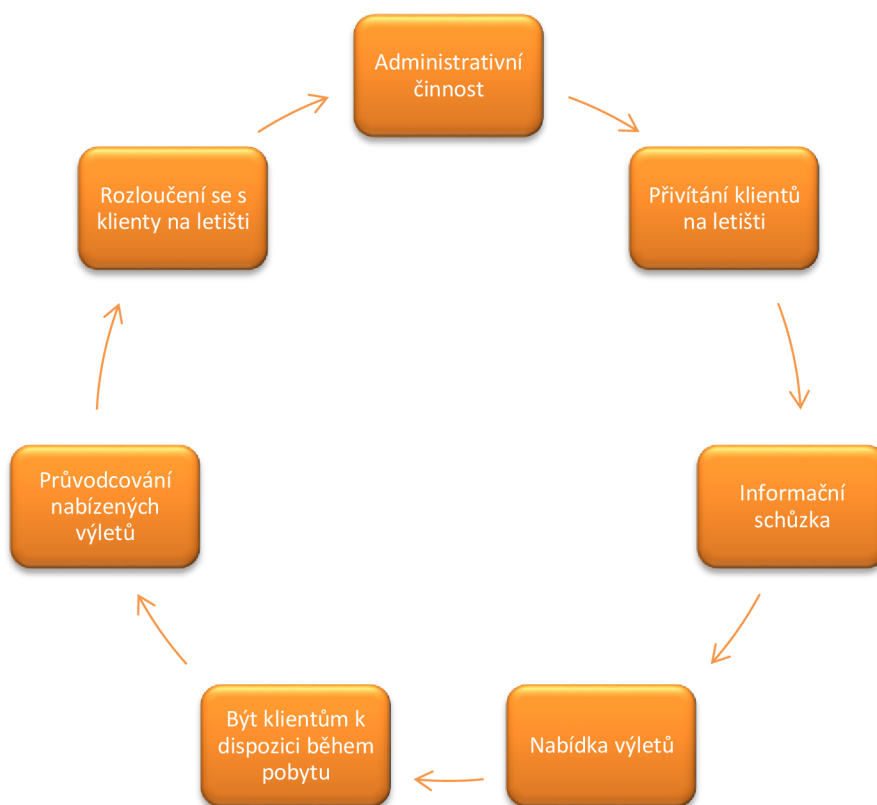 Administrativní
činnost
Přivítání klientů
na letišti
Informační
schůzka
Nabídka výletů
Být klientům k
dispozici během
pobytu
Průvodcování
nabízených
výletů
Rozloučení se s
klienty na letišti